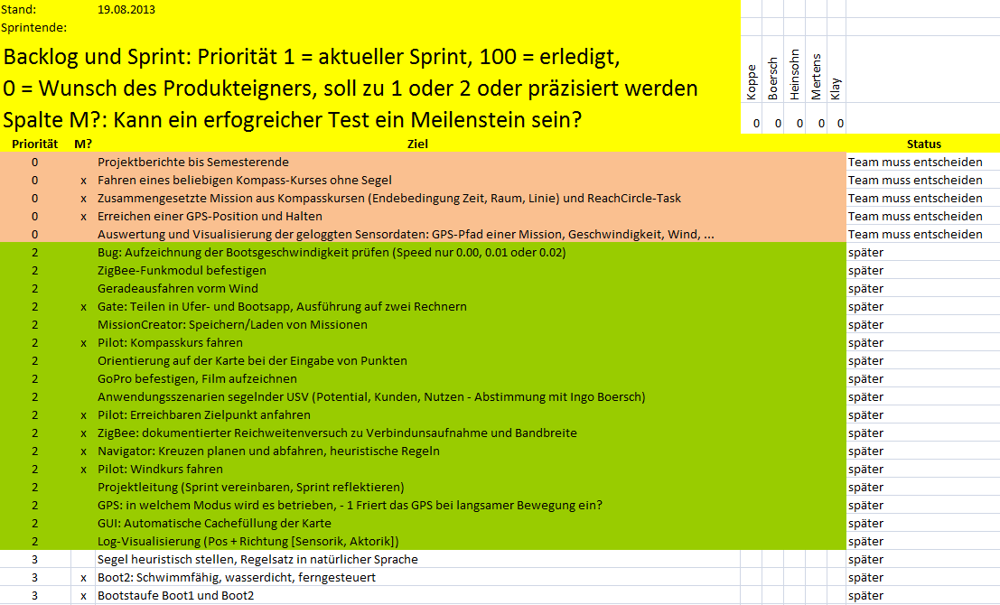 Stand: 19.08.2013
Sprintende:
Backlog und Sprint: Priorität 1 = aktueller Sprint, 100 = erledigt,
0 = Wunsch des Produkteigners, soll zu 1 oder 2 oder präzisiert werden
Spalte M?: Kann ein erfogreicher Test ein Meilenstein sein?
Koppe Boersch Heinsohn Mertens Klay
0 0 0 0 0
Priorität M? Ziel Status
0 Projektberichte bis Semesterende Team muss entscheiden
0 x Fahren eines beliebigen Kompass-Kurses ohne Segel Team muss entscheiden
0 x Zusammengesetzte Mission aus Kompasskursen (Endebedingung Zeit, Raum, Linie) und ReachCircle-Task Team muss entscheiden
0 x Erreichen einer GPS-Position und Halten Team muss entscheiden
0 Auswertung und Visualisierung der geloggten Sensordaten: GPS-Pfad einer Mission, Geschwindigkeit, Wind, ... Team muss entscheiden
2 Bug: Aufzeichnung der Bootsgeschwindigkeit prüfen (Speed nur 0.00, 0.01 oder 0.02) später
2 ZigBee-Funkmodul befestigen später
2 Geradeausfahren vorm Wind später
2 x Gate: Teilen in Ufer- und Bootsapp, Ausführung auf zwei Rechnern später
2 MissionCreator: Speichern/Laden von Missionen später
2 x Pilot: Kompasskurs fahren später
2 Orientierung auf der Karte bei der Eingabe von Punkten später
2 GoPro befestigen, Film aufzeichnen später
2 Anwendungsszenarien segelnder USV (Potential, Kunden, Nutzen - Abstimmung mit Ingo Boersch) später
2 x Pilot: Erreichbaren Zielpunkt anfahren später
2 x ZigBee: dokumentierter Reichweitenversuch zu Verbindunsaufnahme und Bandbreite später
2 x Navigator: Kreuzen planen und abfahren, heuristische Regeln später
2 x Pilot: Windkurs fahren später
2 Projektleitung (Sprint vereinbaren, Sprint reflektieren) später
2 GPS: in welchem Modus wird es betrieben, - 1 Friert das GPS bei langsamer Bewegung ein? später
2 GUI: Automatische Cachefüllung der Karte später
2 Log-Visualisierung (Pos + Richtung [Sensorik, Aktorik]) später
3 Segel heuristisch stellen, Regelsatz in natürlicher Sprache später
3 x Boot2: Schwimmfähig, wasserdicht, ferngesteuert später
3 x Bootstaufe Boot1 und Boot2 später